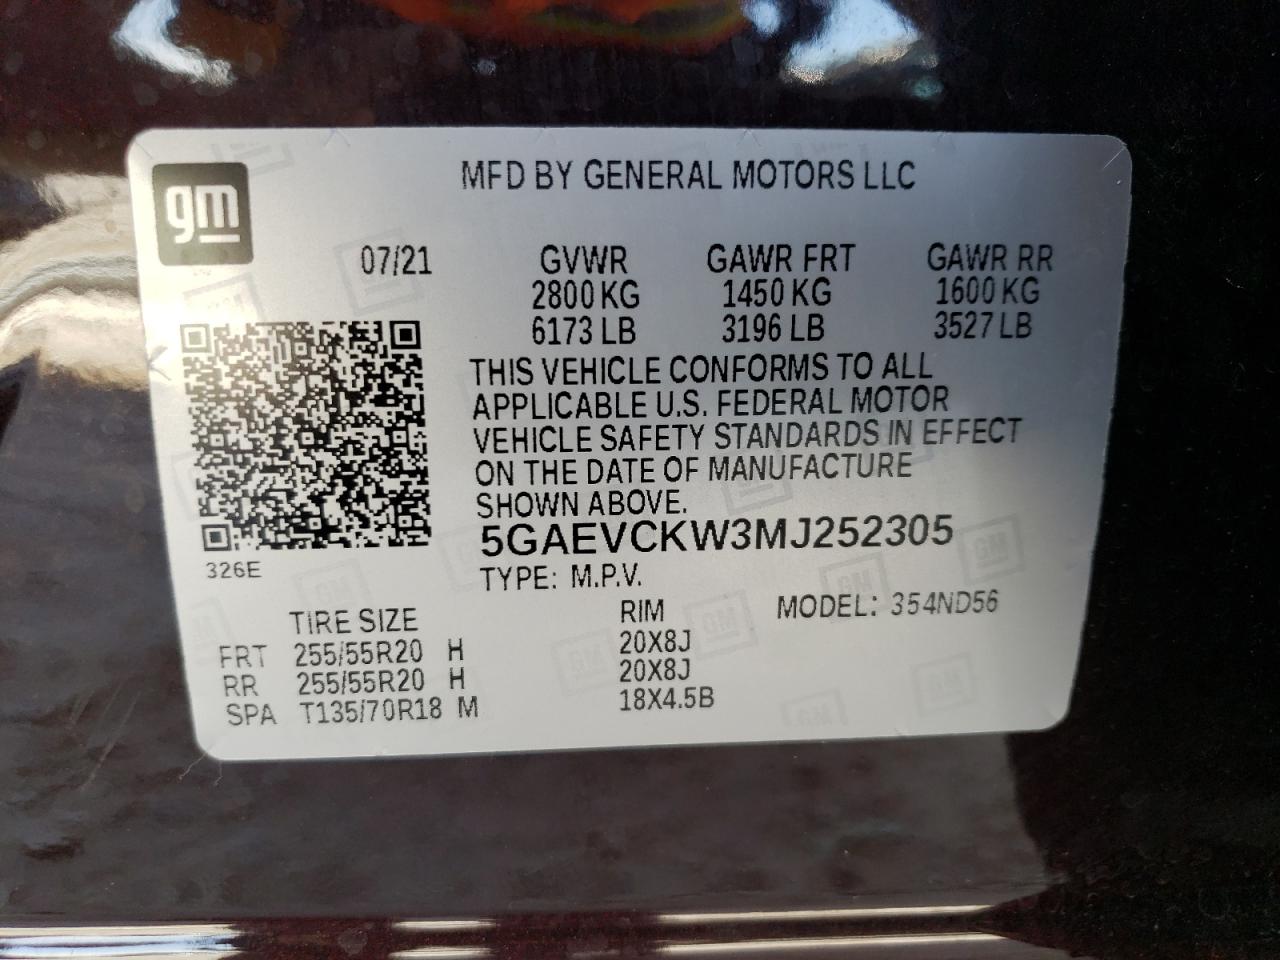 gm
MFD BY GENERAL MOTORS LLC
07/21 GVWR GAWR FRT GAWR RR
2800 KG 1450 KG 1600 KG
6173 LB 3196 LB 3527 LB
THIS VEHICLE CONFORMS TO ALL
APPLICABLE U.S. FEDERAL MOTOR
VEHICLE SAFETY STANDARDS IN EFFECT
ON THE DATE OF MANUFACTURE
SHOWN ABOVE.
5GAEVCKW3MJ252305
326E
TYPE: M.P.V.
TIRE SIZE RIM MODEL: 354ND56
FRT 255/55R20 H 20X8J
RR 255/55R20 H 20X8J
SPA T135/70R18 M 18X4.5B